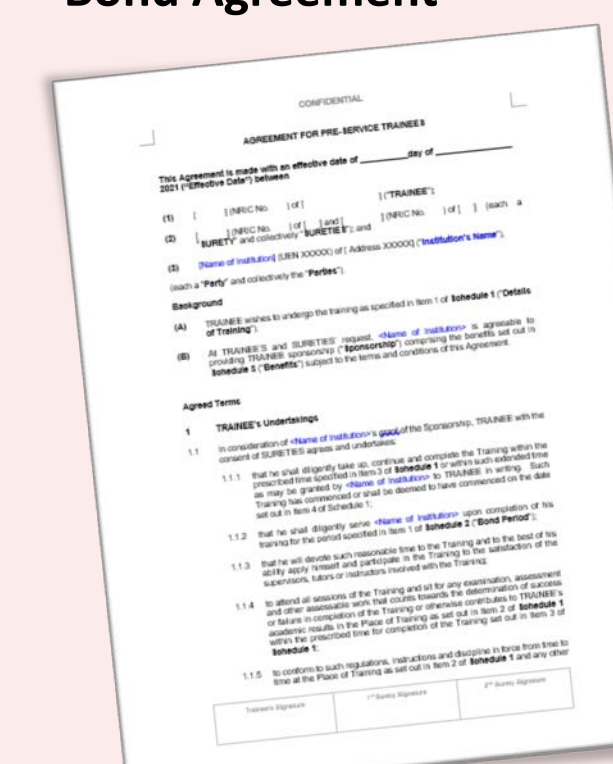 Bond Agreement
CONFIDENTIAL
AGREEMENT FOR PRE-SERVICE TRAINEES
This Agreement is made with an effective date of ________day of ____________
2021 ("Effective Date") between
(1) [ ] (NRIC No. ) of [ ] ("TRAINEE");
(2) [ ] (NRIC No. ) of [ ] and [ ] (NRIC No. ) of [ ] (each a
"SURETY" and collectively "SURETIES"); and
(3) [Name of Institution] (UEN XXXXX) of [ Address XXXXX] ("Institution's Name"),
(each a "Party" and collectively the "Parties").
Background
(A) TRAINEE wishes to undergo the training as specified in Item 1 of Schedule 1 ("Details
of Training").
(B) At TRAINEE'S and SURETIES' request, <Name of Institution> is agreeable to
providing TRAINEE sponsorship ("Sponsorship") comprising the benefits set out in
Schedule 5 ("Benefits") subject to the terms and conditions of this Agreement.
Agreed Terms
1 TRAINEE's Undertakings
1.1 In consideration of <Name of Institution>'s grant of the Sponsorship, TRAINEE with the
consent of SURETIES agrees and undertakes:
1.1.1 that he shall diligently take up, continue and complete the Training within the
prescribed time specified in Item 3 of Schedule 1 or within such extended time
as may be granted by <Name of Institution> to TRAINEE in writing. Such
Training has commenced or shall be deemed to have commenced on the date
set out in Item 4 of Schedule 1;
1.1.2 that he shall diligently serve <Name of Institution> upon completion of his
training for the period specified in Item 1 of Schedule 2 ("Bond Period");
1.1.3 that he will devote such reasonable time to the Training and to the best of his
ability apply himself and participate in the Training to the satisfaction of the
supervisors, tutors or instructors involved with the Training;
1.1.4 to attend all sessions of the Training and sit for any examination, assessment
and other assessable work that counts towards the determination of success
or failure in completion of the Training or otherwise contributes to TRAINEE's
academic results in the Place of Training as set out in Item 2 of Schedule 1
within the prescribed time for completion of the Training set out in Item 3 of
Schedule 1;
1.1.5 to conform to such regulations, instructions and discipline in force from time to
time at the Place of Training as set out in Item 2 of Schedule 1 and any other
Trainee's Signature
1st Surety Signature
2nd Surety Signature